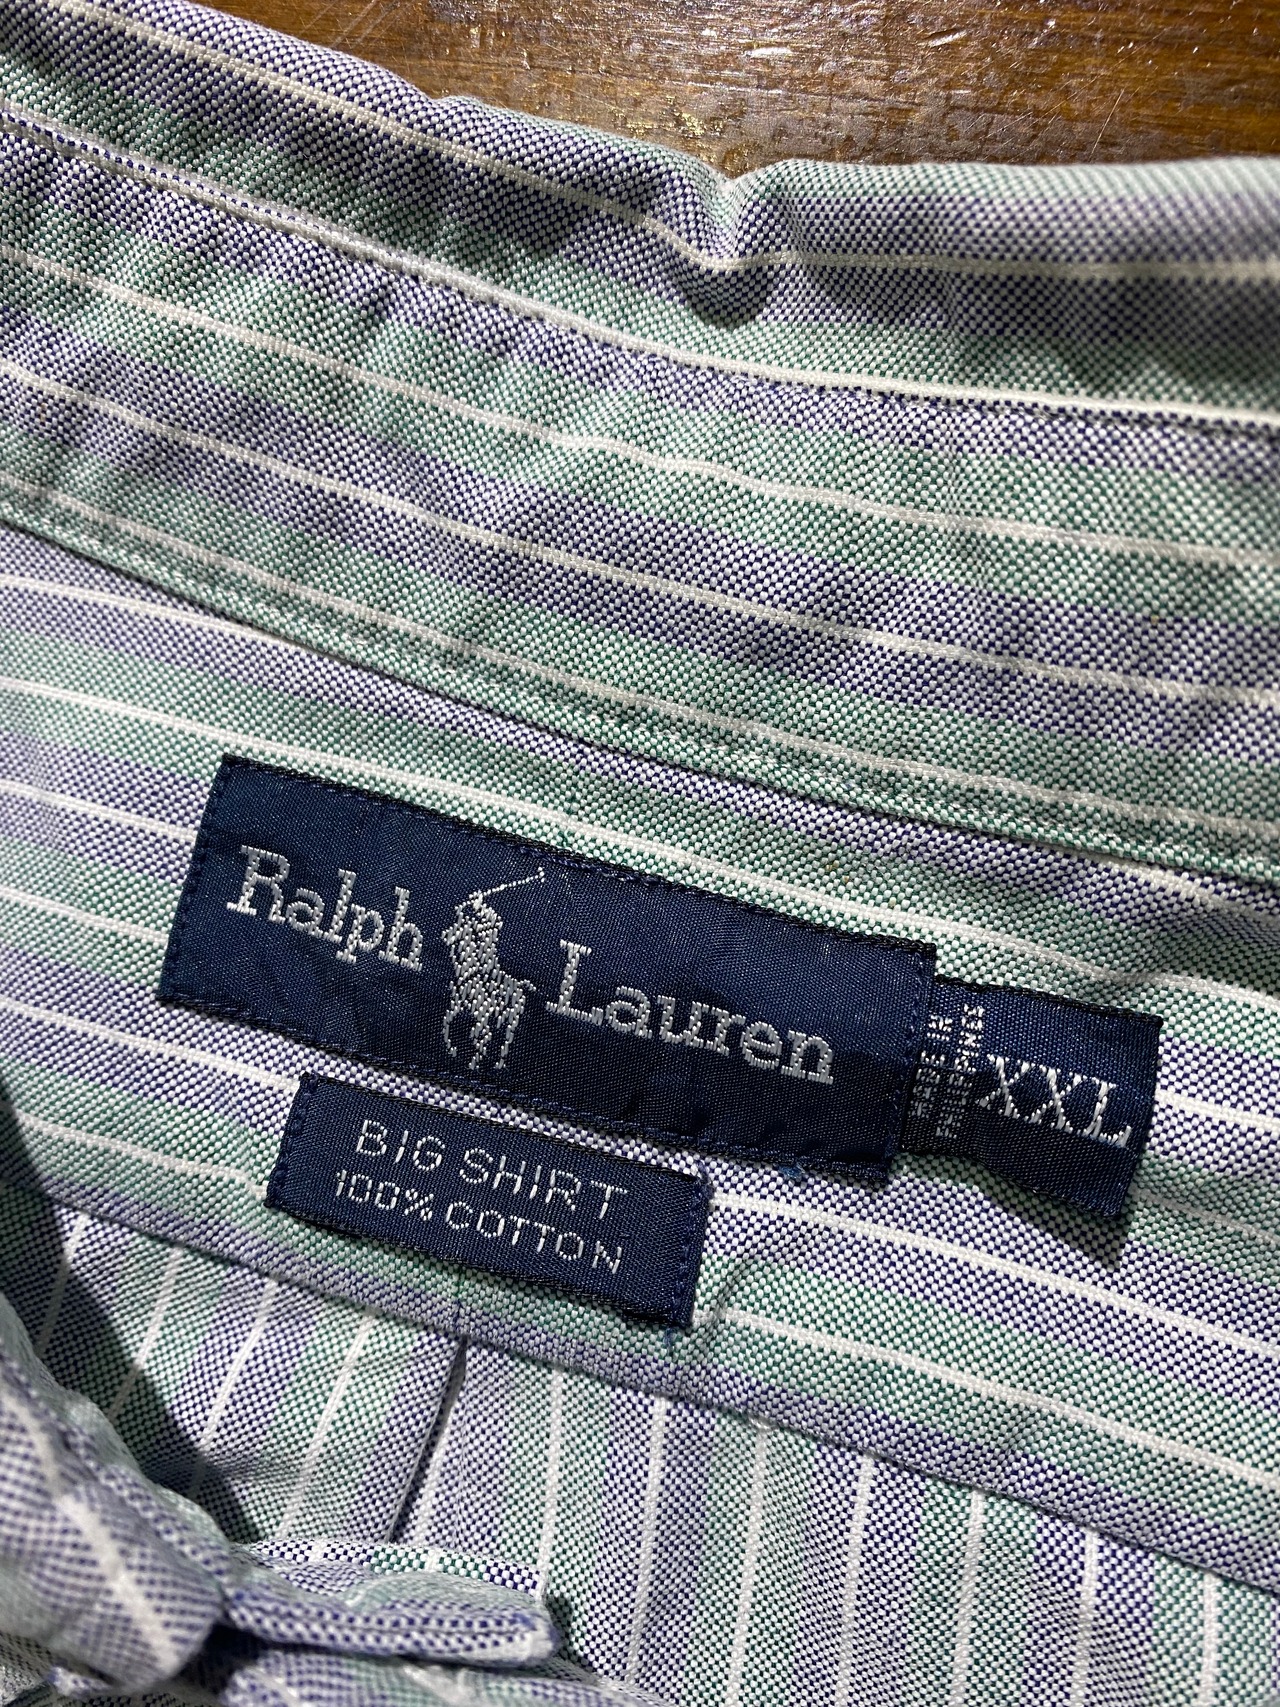 Ralph Lauren
XXL
BIG SHIRT
100% COTTON